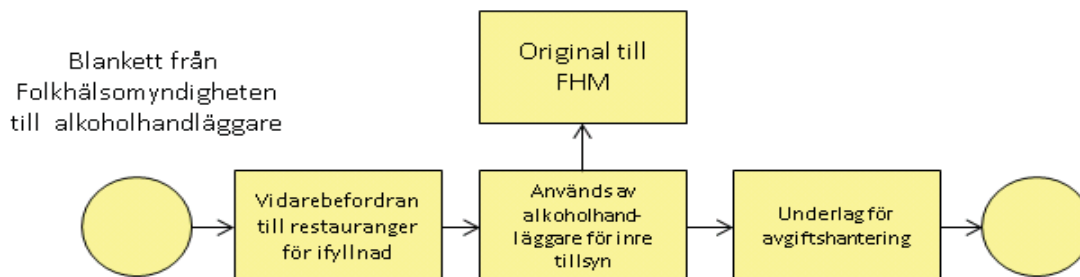 Blankett från
Folkhälsomyndigheten
till alkoholhandläggare
Original till
FHM
Vidarebefordran
till restauranger
för ifyllnad
Används av
alkoholhand-
läggare för inre
tillsyn
Underlag för
avgiftshantering